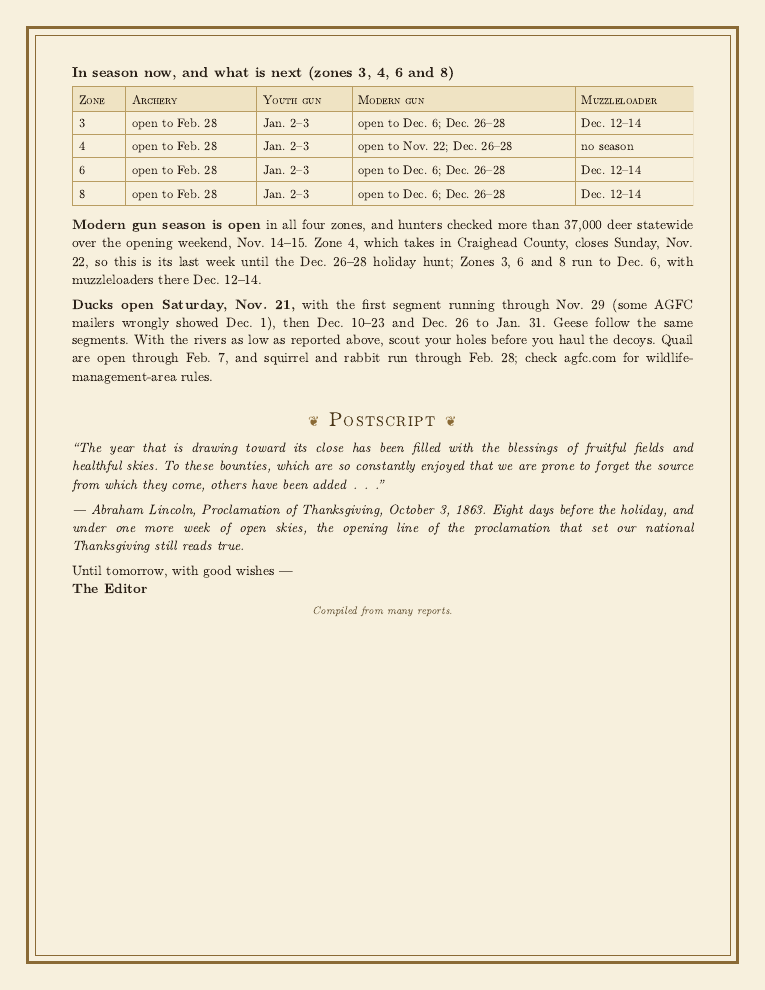 In season now, and what is next (zones 3, 4, 6 and 8)
Zone Archery Youth gun Modern gun Muzzleloader
3 open to Feb. 28 Jan. 2–3 open to Dec. 6; Dec. 26–28 Dec. 12–14
4 open to Feb. 28 Jan. 2–3 open to Nov. 22; Dec. 26–28 no season
6 open to Feb. 28 Jan. 2–3 open to Dec. 6; Dec. 26–28 Dec. 12–14
8 open to Feb. 28 Jan. 2–3 open to Dec. 6; Dec. 26–28 Dec. 12–14
Modern gun season is open in all four zones, and hunters checked more than 37,000 deer statewide
over the opening weekend, Nov. 14–15. Zone 4, which takes in Craighead County, closes Sunday, Nov.
22, so this is its last week until the Dec. 26–28 holiday hunt; Zones 3, 6 and 8 run to Dec. 6, with
muzzleloaders there Dec. 12–14.
Ducks open Saturday, Nov. 21, with the first segment running through Nov. 29 (some AGFC
mailers wrongly showed Dec. 1), then Dec. 10–23 and Dec. 26 to Jan. 31. Geese follow the same
segments. With the rivers as low as reported above, scout your holes before you haul the decoys. Quail
are open through Feb. 7, and squirrel and rabbit run through Feb. 28; check agfc.com for wildlife-
management-area rules.
❦ Postscript ❦
“The year that is drawing toward its close has been filled with the blessings of fruitful fields and
healthful skies. To these bounties, which are so constantly enjoyed that we are prone to forget the source
from which they come, others have been added . . .”
— Abraham Lincoln, Proclamation of Thanksgiving, October 3, 1863. Eight days before the holiday, and
under one more week of open skies, the opening line of the proclamation that set our national
Thanksgiving still reads true.
Until tomorrow, with good wishes —
The Editor
Compiled from many reports.